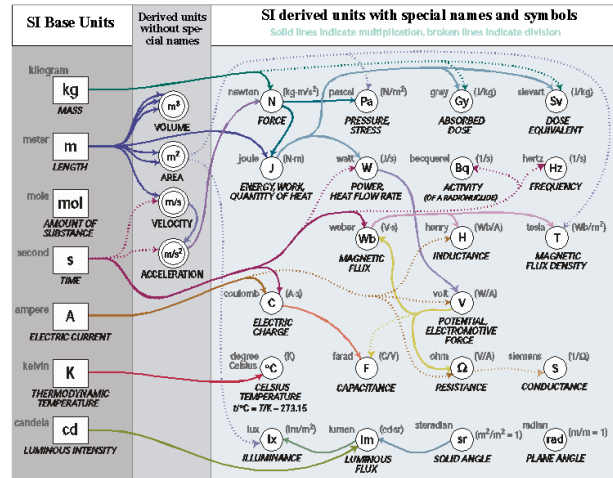 SI Base Units
Derived units
without spe-
cial names
SI derived units with special names and symbols
Solid lines indicate multiplication, broken lines indicate division
kilogram
kg
MASS
meter
m
LENGTH
mole
mol
AMOUNT OF
SUBSTANCE
second
s
TIME
ampere
A
ELECTRIC CURRENT
kelvin
K
THERMODYNAMIC
TEMPERATURE
candela
cd
LUMINOUS INTENSITY
m³
VOLUME
m²
AREA
m/s
VELOCITY
m/s²
ACCELERATION
newton
N
(kg·m/s²)
FORCE
pascal
Pa
(N/m²)
PRESSURE,
STRESS
gray
Gy
(J/kg)
ABSORBED
DOSE
sievert
Sv
(J/kg)
DOSE
EQUIVALENT
joule
J
(N·m)
ENERGY, WORK,
QUANTITY OF HEAT
watt
W
(J/s)
POWER,
HEAT FLOW RATE
becquerel
Bq
(1/s)
ACTIVITY
(OF A RADIONUCLIDE)
hertz
Hz
(1/s)
FREQUENCY
weber
Wb
(V·s)
MAGNETIC
FLUX
henry
H
(Wb/A)
INDUCTANCE
tesla
T
(Wb/m²)
MAGNETIC
FLUX DENSITY
coulomb
C
(A·s)
ELECTRIC
CHARGE
volt
V
(W/A)
POTENTIAL,
ELECTROMOTIVE
FORCE
degree
Celsius
°C
(K)
CELSIUS
TEMPERATURE
t/°C = T/K – 273.15
farad
F
(C/V)
CAPACITANCE
ohm
Ω
(V/A)
RESISTANCE
siemens
S
(1/Ω)
CONDUCTANCE
lux
lx
(lm/m²)
ILLUMINANCE
lumen
lm
(cd·sr)
LUMINOUS
FLUX
steradian
sr
(m²/m² = 1)
SOLID ANGLE
radian
rad
(m/m = 1)
PLANE ANGLE